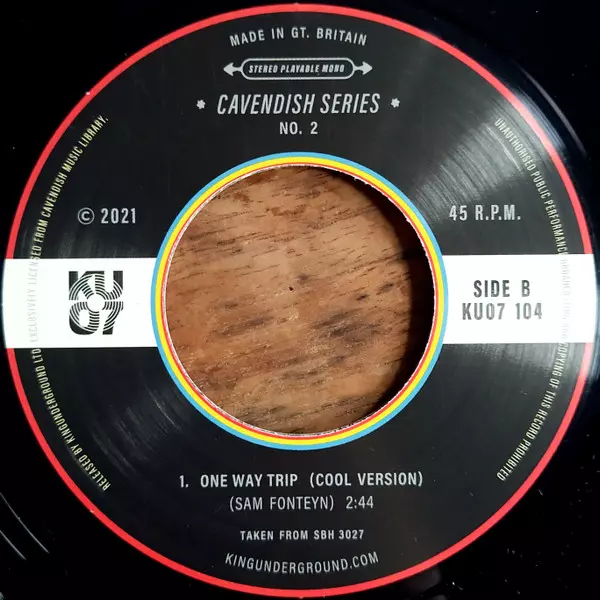 MADE IN GT. BRITAIN
STEREO PLAYABLE MONO
* CAVENDISH SERIES *
NO. 2
© 2021
45 R.P.M.
KU
07
SIDE B
KU07 104
1. ONE WAY TRIP (COOL VERSION)
(SAM FONTEYN) 2:44
TAKEN FROM SBH 3027
KINGUNDERGROUND.COM
RELEASED BY KINGUNDERGROUND LTD EXCLUSIVELY LICENSED FROM CAVENDISH MUSIC LIBRARY.
UNAUTHORISED PUBLIC PERFORMANCE COPYING OF THIS RECORD PROHIBITED